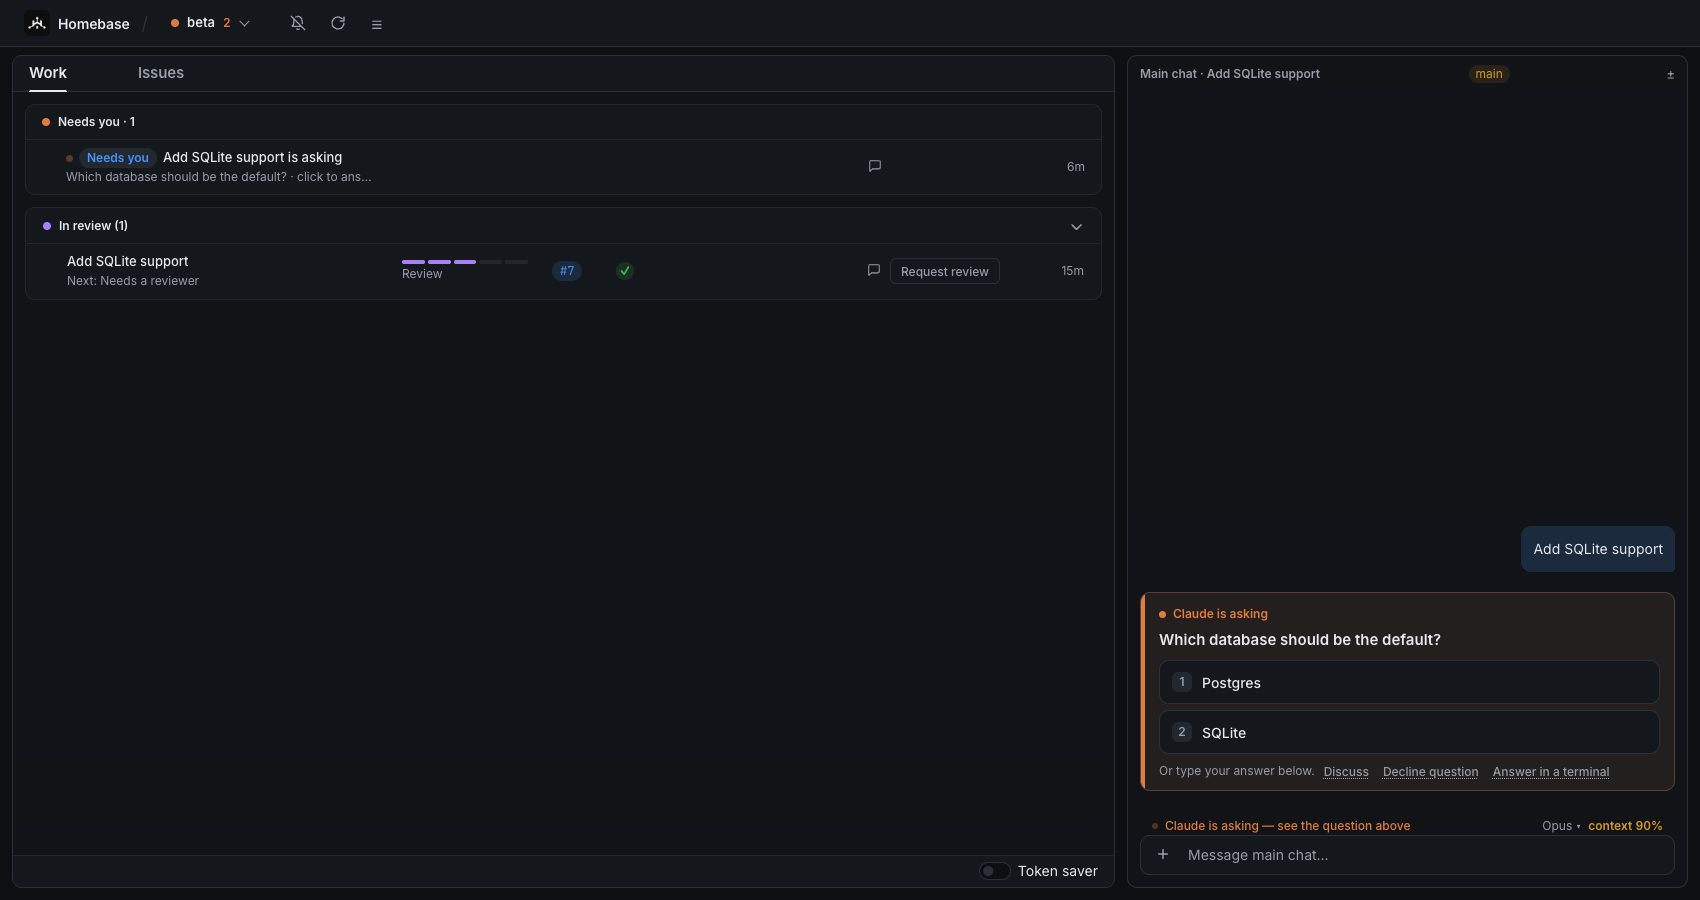 Homebase / beta 2
Work Issues
Needs you · 1
Needs you Add SQLite support is asking
Which database should be the default? · click to ans...
6m
In review (1)
Add SQLite support
Next: Needs a reviewer
Review
#7
Request review
15m
Token saver
Main chat · Add SQLite support main
Add SQLite support
Claude is asking
Which database should be the default?
1 Postgres
2 SQLite
Or type your answer below. Discuss Decline question Answer in a terminal
Claude is asking — see the question above Opus · context 90%
+ Message main chat...